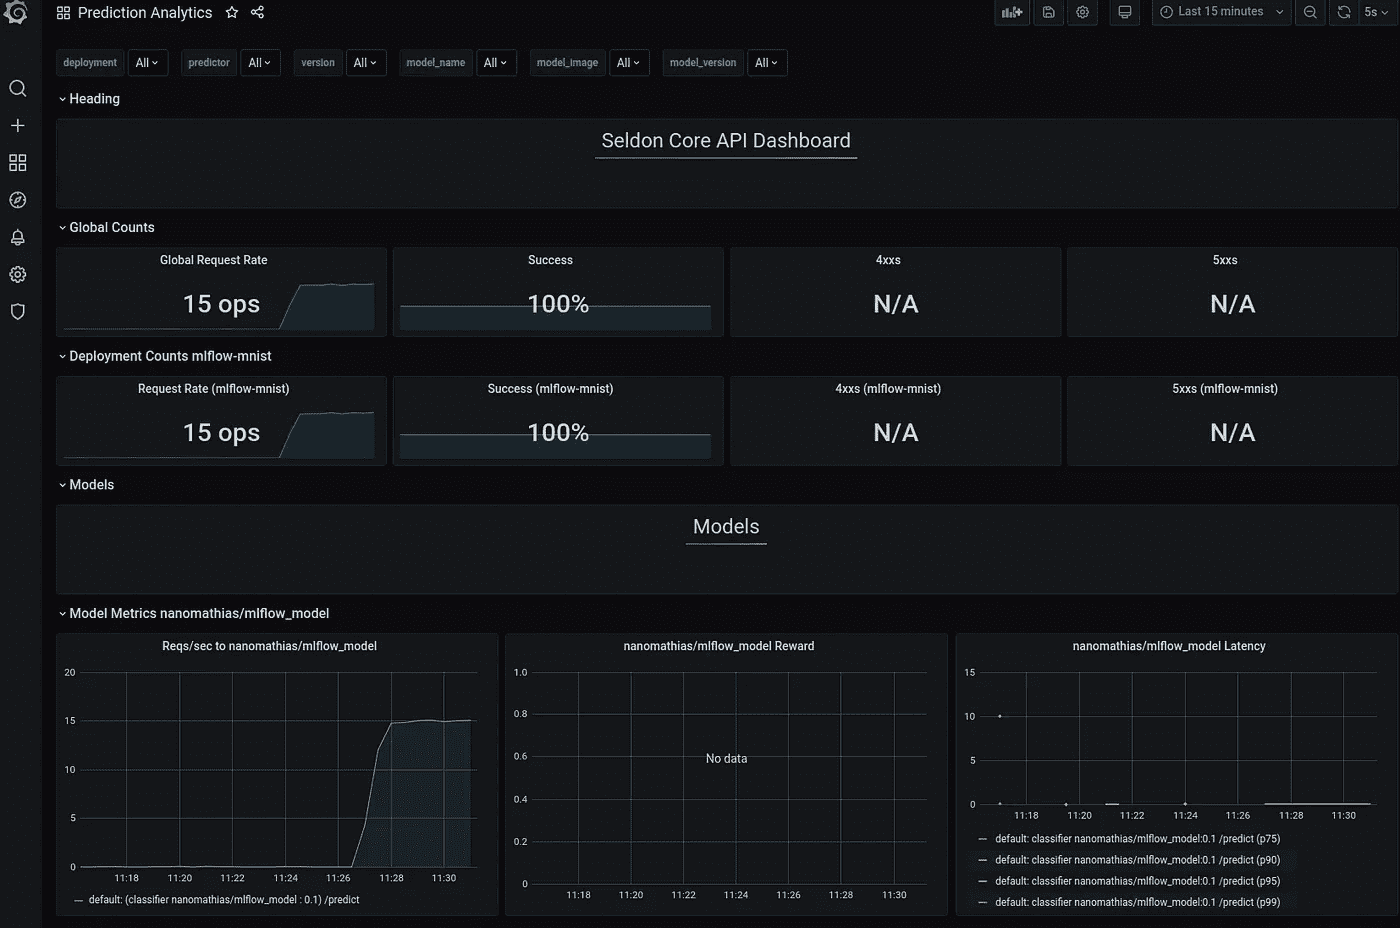 Prediction Analytics
Last 15 minutes
5s
deployment All predictor All version All model_name All model_image All model_version All
Heading
Seldon Core API Dashboard
Global Counts
Global Request Rate Success 4xxs 5xxs
15 ops 100% N/A N/A
Deployment Counts mlflow-mnist
Request Rate (mlflow-mnist) Success (mlflow-mnist) 4xxs (mlflow-mnist) 5xxs (mlflow-mnist)
15 ops 100% N/A N/A
Models
Models
Model Metrics nanomathias/mlflow_model
Reqs/sec to nanomathias/mlflow_model
20
15
10
5
0
11:18 11:20 11:22 11:24 11:26 11:28 11:30
default: (classifier nanomathias/mlflow_model : 0.1) /predict
nanomathias/mlflow_model Reward
1.0
0.8
0.6
No data
0.4
0.2
0
11:18 11:20 11:22 11:24 11:26 11:28 11:30
nanomathias/mlflow_model Latency
15
10
5
0
11:18 11:20 11:22 11:24 11:26 11:28 11:30
default: classifier nanomathias/mlflow_model:0.1 /predict (p75)
default: classifier nanomathias/mlflow_model:0.1 /predict (p90)
default: classifier nanomathias/mlflow_model:0.1 /predict (p95)
default: classifier nanomathias/mlflow_model:0.1 /predict (p99)